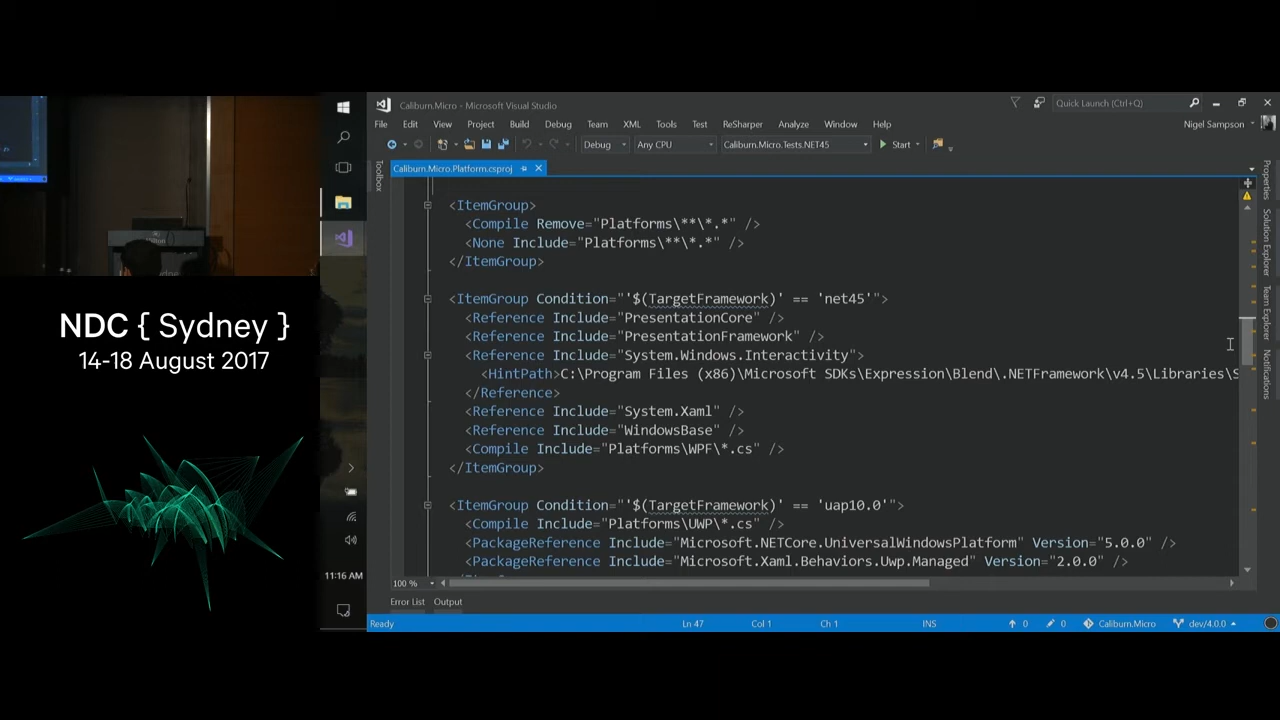 NDC { Sydney }
14-18 August 2017
11:16 AM
Caliburn.Micro - Microsoft Visual Studio
Quick Launch (Ctrl+Q)
File Edit View Project Build Debug Team XML Tools Test ReSharper Analyze Window Help
Nigel Sampson
Debug Any CPU Caliburn.Micro.Tests.NET45 Start
Toolbox
Caliburn.Micro.Platform.csproj
<ItemGroup>
<Compile Remove="Platforms\**\*.*" />
<None Include="Platforms\**\*.*" />
</ItemGroup>
<ItemGroup Condition="'$(TargetFramework)' == 'net45'">
<Reference Include="PresentationCore" />
<Reference Include="PresentationFramework" />
<Reference Include="System.Windows.Interactivity">
<HintPath>C:\Program Files (x86)\Microsoft SDKs\Expression\Blend\.NETFramework\v4.5\Libraries\S
</Reference>
<Reference Include="System.Xaml" />
<Reference Include="WindowsBase" />
<Compile Include="Platforms\WPF\*.cs" />
</ItemGroup>
<ItemGroup Condition="'$(TargetFramework)' == 'uap10.0'">
<Compile Include="Platforms\UWP\*.cs" />
<PackageReference Include="Microsoft.NETCore.UniversalWindowsPlatform" Version="5.0.0" />
<PackageReference Include="Microsoft.Xaml.Behaviors.Uwp.Managed" Version="2.0.0" />
100 %
Properties
Solution Explorer
Team Explorer
Notifications
Error List Output
Ready Ln 47 Col 1 Ch 1 INS 0 0 Caliburn.Micro dev/4.0.0